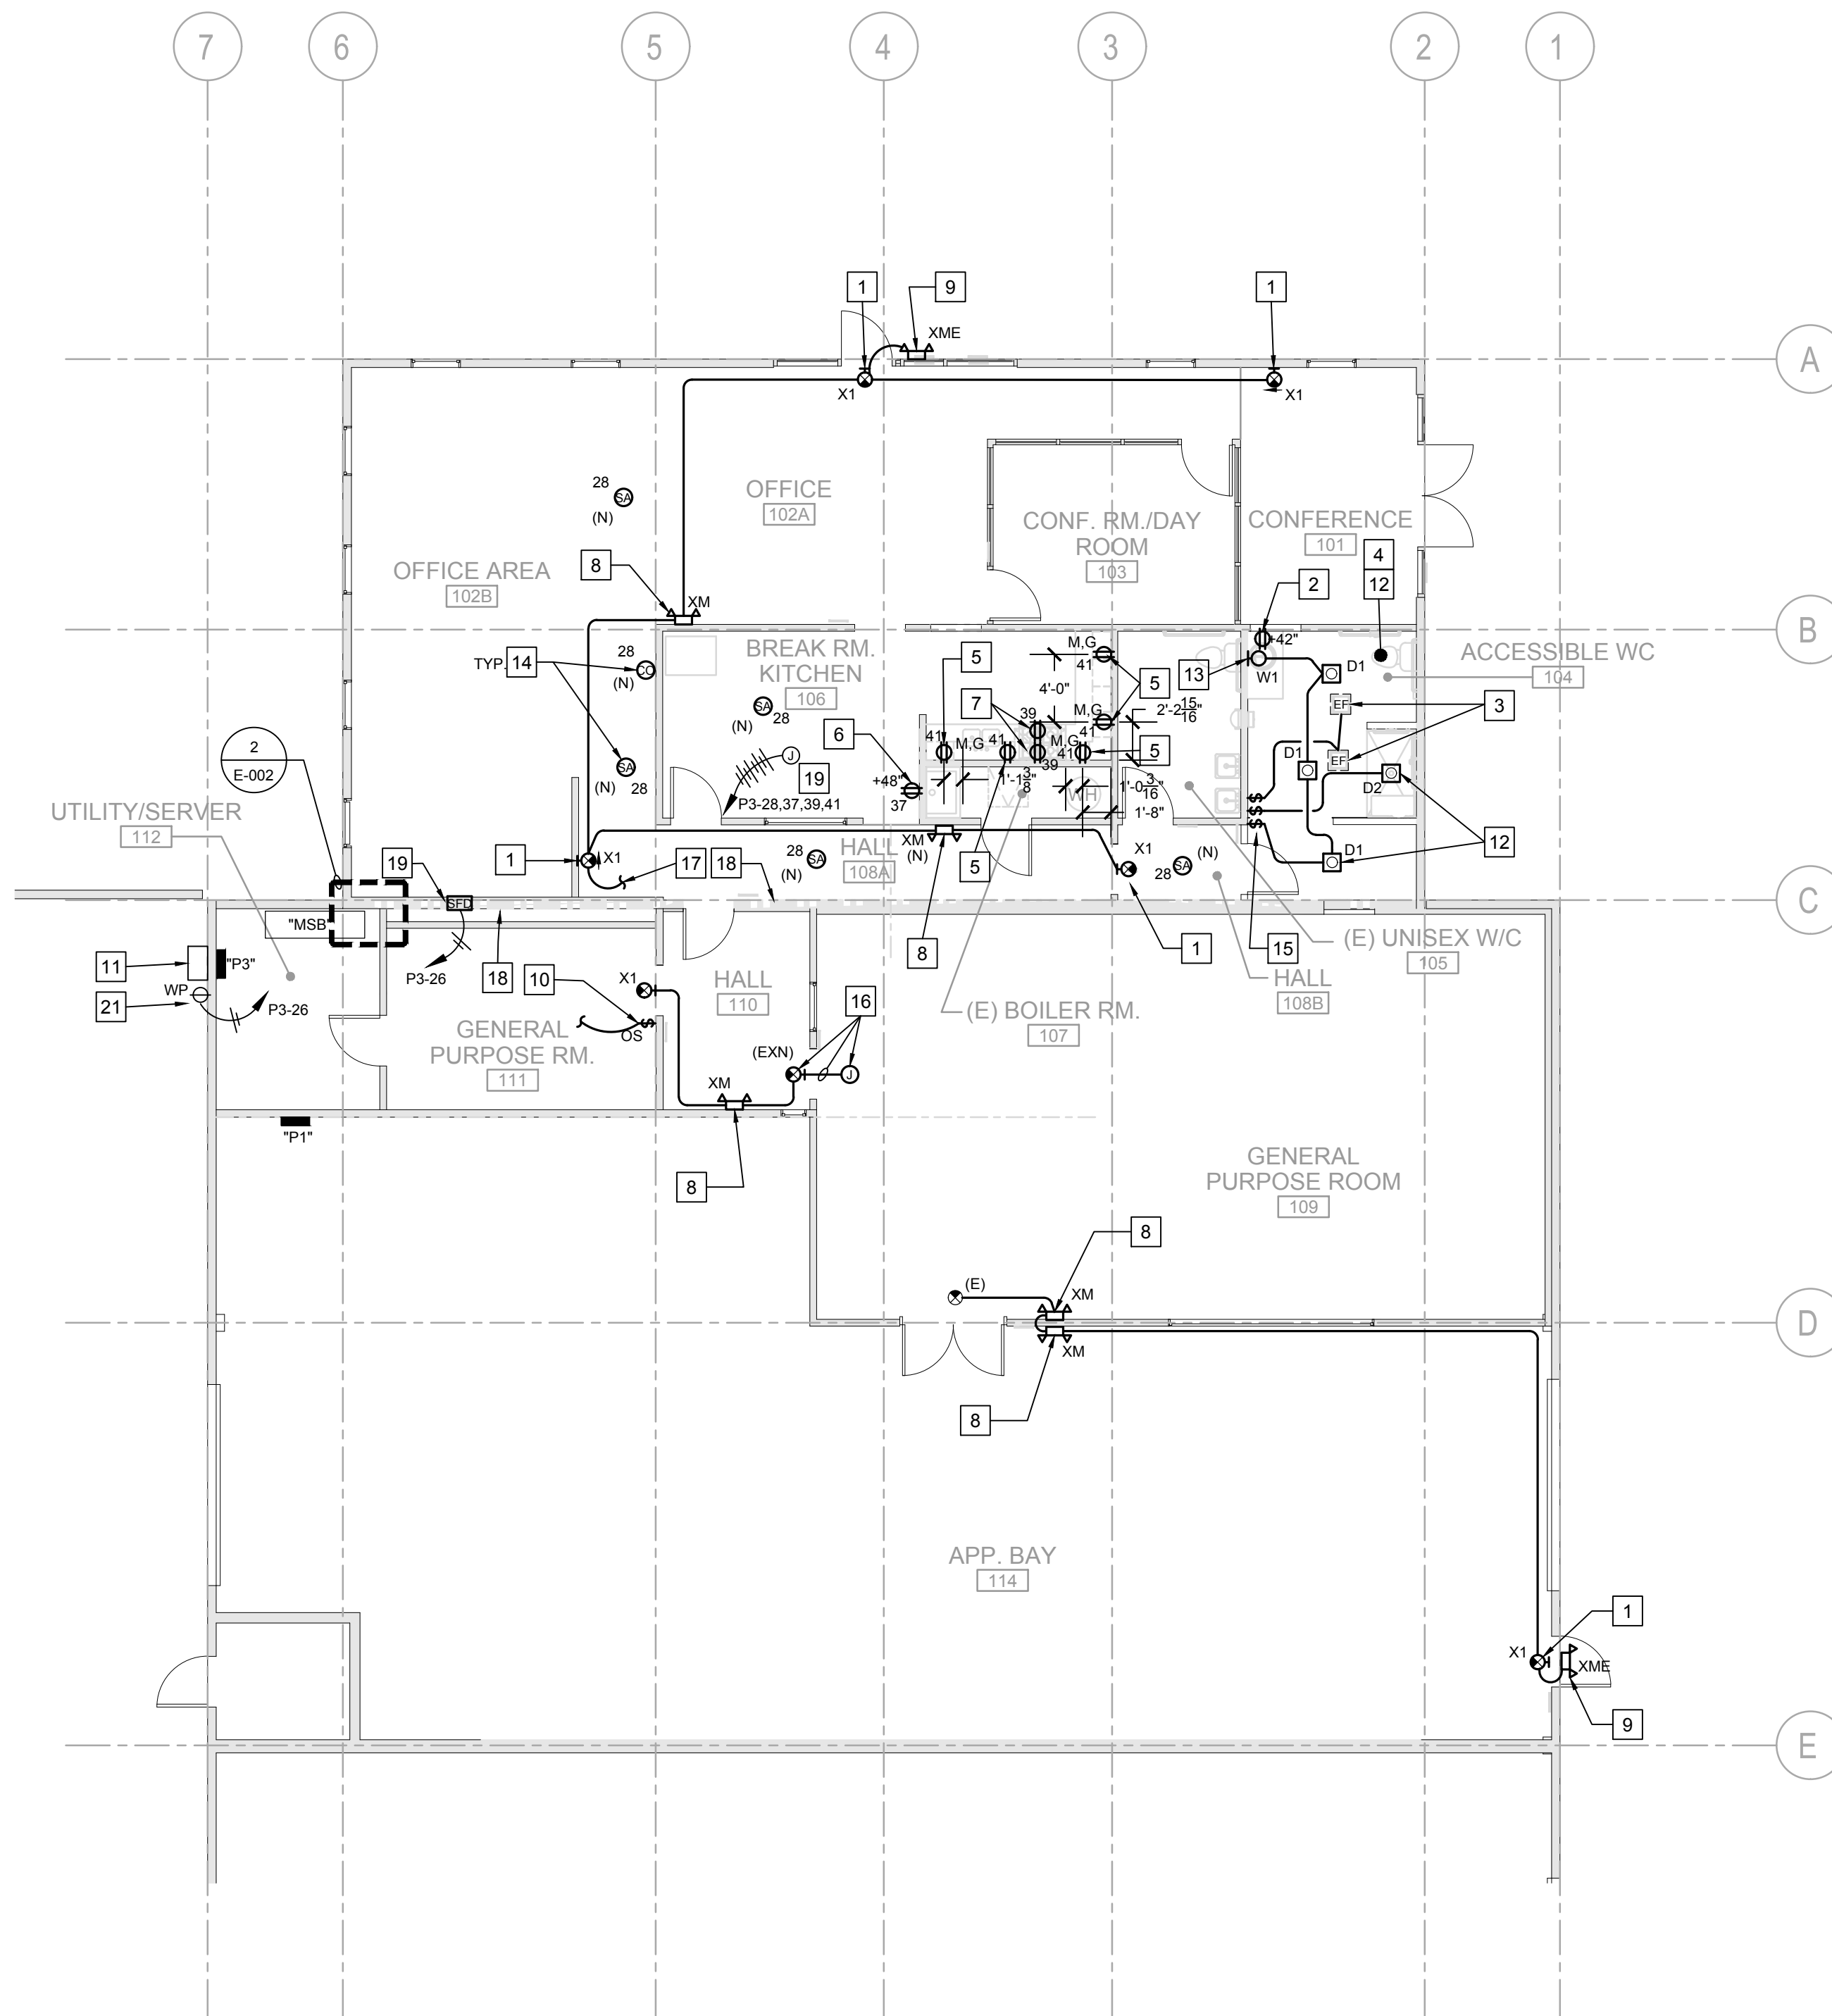 7
6
5
4
3
2
1
1
9
1
XME
A
X1
X1
28
SA
(N)
OFFICE
102A
CONF. RM./DAY
ROOM
103
CONFERENCE
101
4
12
8
OFFICE AREA
102B
XM
2
B
+42"
BREAK RM.
KITCHEN
106
M,G
41
ACCESSIBLE WC
104
TYP.
14
28
CO
(N)
5
13
W1
D1
4'-0"
5
SA
(N)
28
7
39
M,G
41
2'-2 15/16"
EF
3
6
41
M,G
41
M,G
41
39
5
D1
EF
2
E-002
SA
(N)
28
J
19
P3-28,37,39,41
+48"
37
1'-1 3/8"
WH
1'-0 3/16"
1'-8"
$
$
$
D2
UTILITY/SERVER
112
1
X1
17
18
28
SA
(N)
XM
(N)
HALL
108A
5
X1
28
SA
(N)
D1
12
19
SFD
C
"MSB"
11
"P3"
P3-26
18
8
1
15
(E) UNISEX W/C
105
WP
21
P3-26
10
X1
HALL
110
16
HALL
108B
OS
$
(E) BOILER RM.
107
GENERAL
PURPOSE RM.
111
(EXN)
J
XM
"P1"
8
GENERAL
PURPOSE ROOM
109
8
(E)
XM
D
XM
8
APP. BAY
114
1
X1
XME
9
E